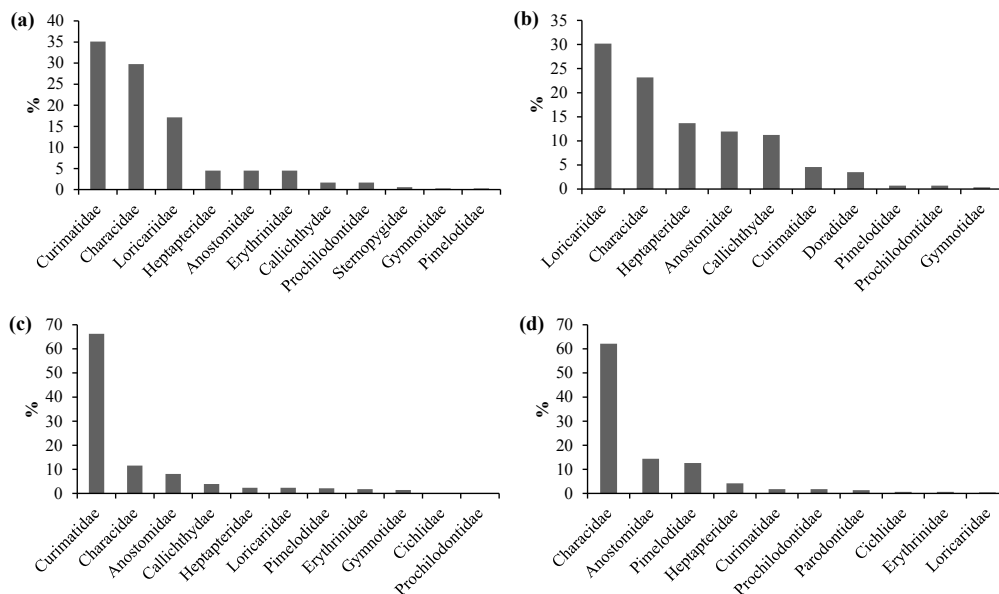 (a)
40
35
30
25
20
15
10
5
0
%
Curimatidae
Characidae
Loricariidae
Heptapteridae
Anostomidae
Erythrinidae
Callichthydae
Prochilodontidae
Sternopygidae
Gymnotidae
Pimelodidae
(b)
35
30
25
20
15
10
5
0
%
Loricariidae
Characidae
Heptapteridae
Anostomidae
Callichthydae
Curimatidae
Doradidae
Pimelodidae
Prochilodontidae
Gymnotidae
(c)
70
60
50
40
30
20
10
0
%
Curimatidae
Characidae
Anostomidae
Callichthydae
Heptapteridae
Loricariidae
Pimelodidae
Erythrinidae
Gymnotidae
Cichlidae
Prochilodontidae
(d)
70
60
50
40
30
20
10
0
%
Characidae
Anostomidae
Pimelodidae
Heptapteridae
Curimatidae
Prochilodontidae
Parodontidae
Cichlidae
Erythrinidae
Loricariidae